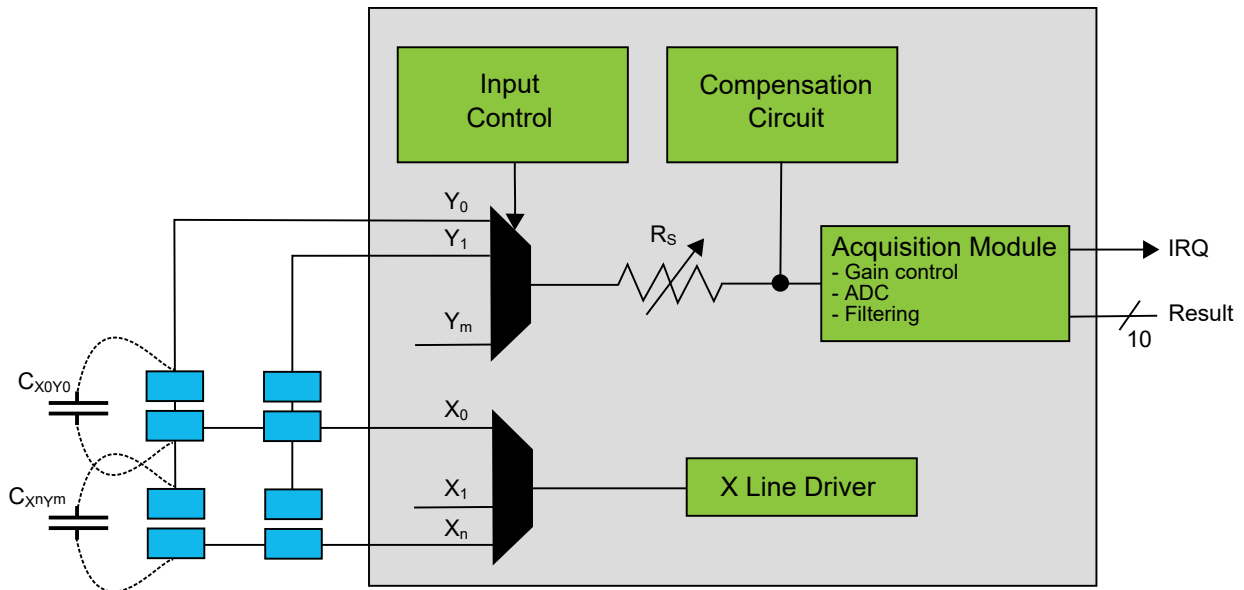 Input
Control
Compensation
Circuit
Y0
Y1
RS
Acquisition Module
- Gain control
- ADC
- Filtering
IRQ
Result
10
Ym
CX0Y0
X0
CXnYm
X1
Xn
X Line Driver